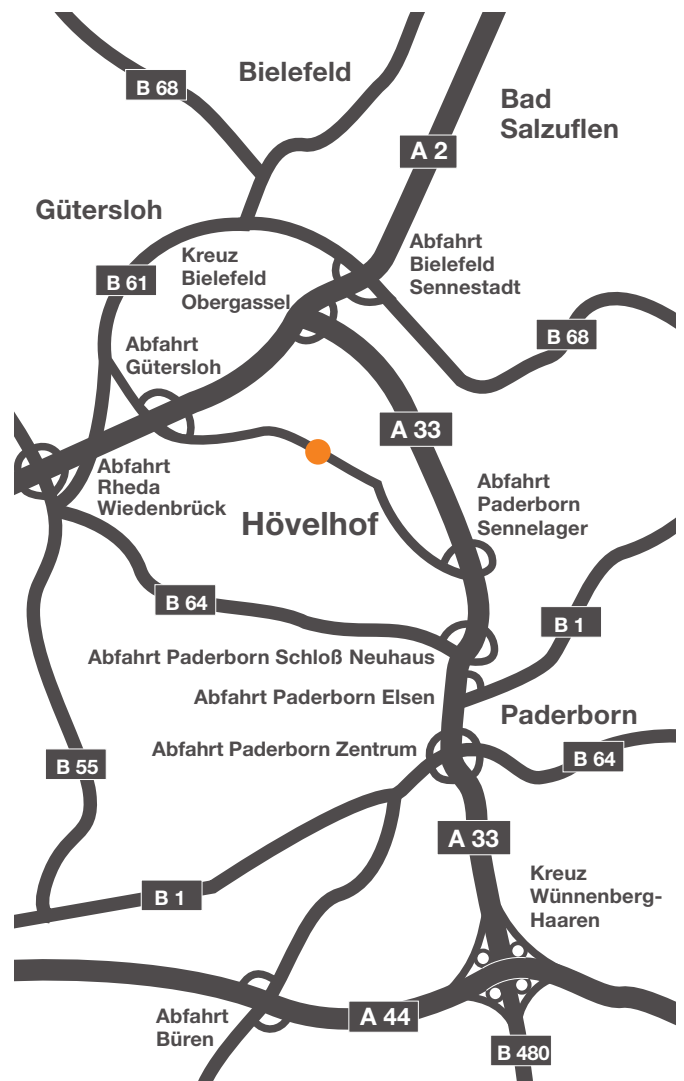 Bielefeld
B 68
Bad
Salzuflen
A 2
Gütersloh
Abfahrt
Bielefeld
Sennestadt
Kreuz
Bielefeld
Obergassel
B 61
B 68
Abfahrt
Gütersloh
A 33
Abfahrt
Rheda
Wiedenbrück
Abfahrt
Paderborn
Sennelager
Hövelhof
B 64
B 1
Abfahrt Paderborn Schloß Neuhaus
Abfahrt Paderborn Elsen
Paderborn
Abfahrt Paderborn Zentrum
B 64
B 55
A 33
Kreuz
Wünnenberg-
Haaren
B 1
Abfahrt
Büren
A 44
B 480